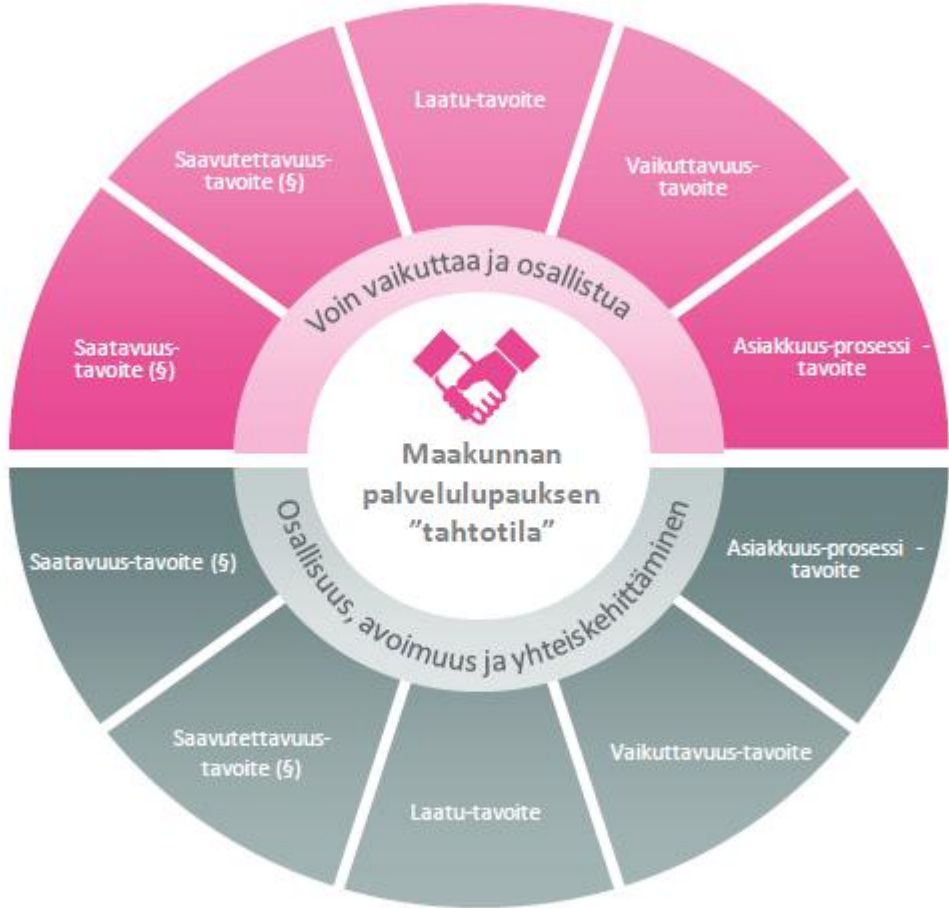 Laatu-tavoite
Saavutettavuus-
tavoite (§)
Vaikuttavuus-
tavoite
Saatavuus-
tavoite (§)
Asiakkuus-prosessi -
tavoite
Voin vaikuttaa ja osallistua
Maakunnan
palvelulupauksen
”tahtotila”
Osallisuus, avoimuus ja yhteiskehittäminen
Saatavuus-tavoite (§)
Asiakkuus-prosessi -
tavoite
Saavutettavuus-
tavoite (§)
Vaikuttavuus-tavoite
Laatu-tavoite